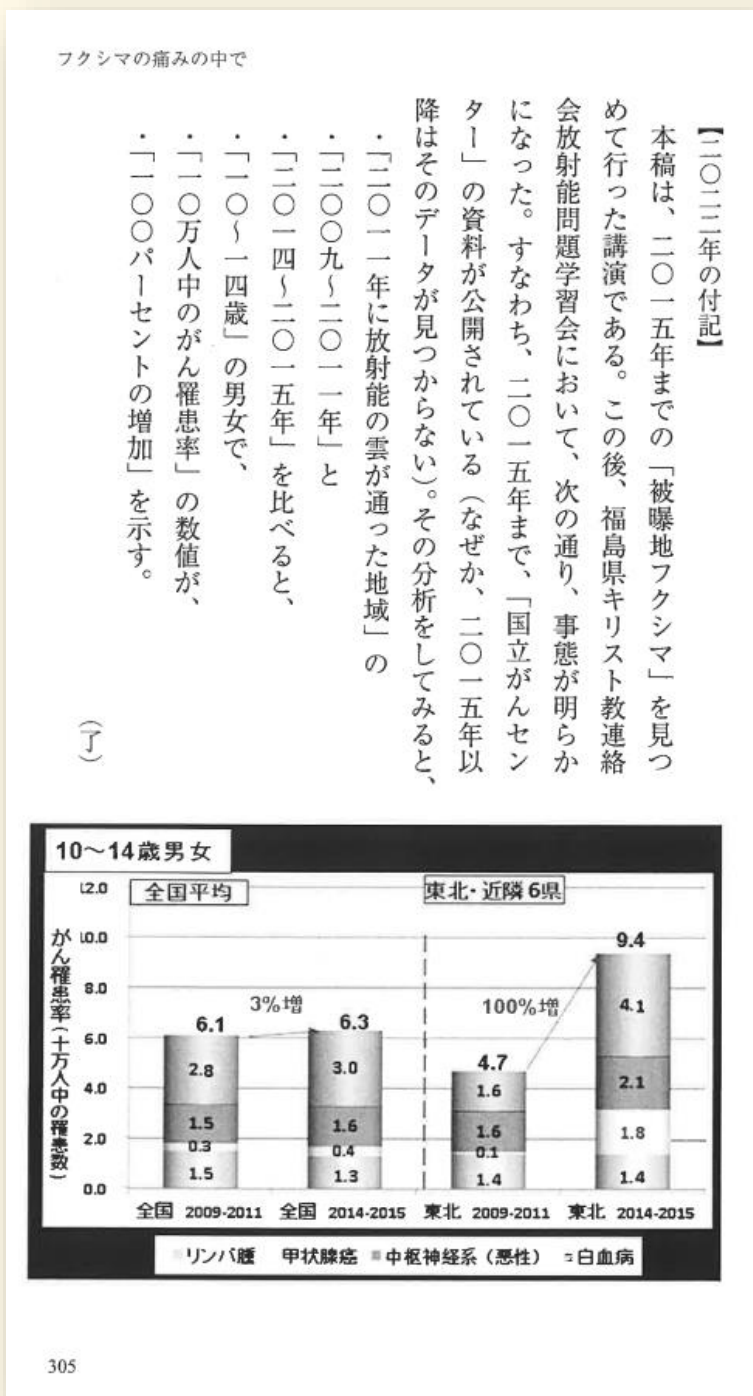 フクシマの痛みの中で
【二〇二二年の付記】
本稿は、二〇一五年までの「被曝地フクシマ」を見つ
めて行った講演である。この後、福島県キリスト教連絡
会放射能問題学習会において、次の通り、事態が明らか
になった。すなわち、二〇一五年まで、「国立がんセン
ター」の資料が公開されている（なぜか、二〇一五年以
降はそのデータが見つからない）。その分析をしてみると、
・「二〇一一年に放射能の雲が通った地域」の
・「二〇〇九〜二〇一一年」と
・「二〇一四〜二〇一五年」を比べると、
・「一〇〜一四歳」の男女で、
・「一〇万人中のがん罹患率」の数値が、
・「一〇〇パーセントの増加」を示す。
（了）
10〜14歳男女
がん罹患率（十万人中の罹患数）
12.0
10.0
8.0
6.0
4.0
2.0
0.0
全国平均
東北・近隣6県
3%増
100%増
6.1
2.8
1.5
0.3
1.5
6.3
3.0
1.6
0.4
1.3
4.7
1.6
1.6
0.1
1.4
9.4
4.1
2.1
1.8
1.4
全国 2009-2011 全国 2014-2015 東北 2009-2011 東北 2014-2015
リンパ腫 甲状腺癌 中枢神経系（悪性） 白血病
305